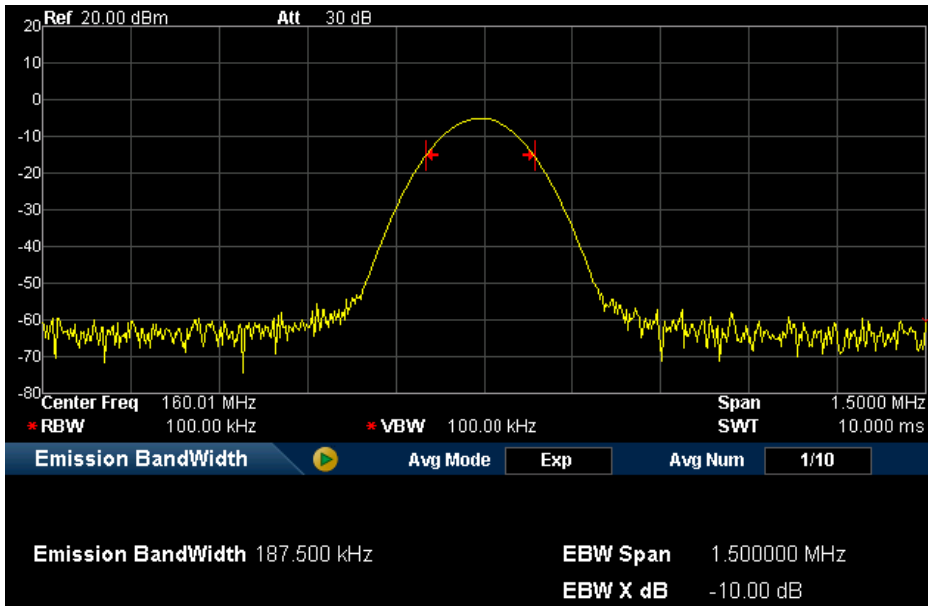 Ref 20.00 dBm Att 30 dB
20
10
0
-10
-20
-30
-40
-50
-60
-70
-80
Center Freq 160.01 MHz Span 1.5000 MHz
* RBW 100.00 kHz * VBW 100.00 kHz SWT 10.000 ms
Emission BandWidth Avg Mode Exp Avg Num 1/10
Emission BandWidth 187.500 kHz EBW Span 1.500000 MHz
EBW X dB -10.00 dB